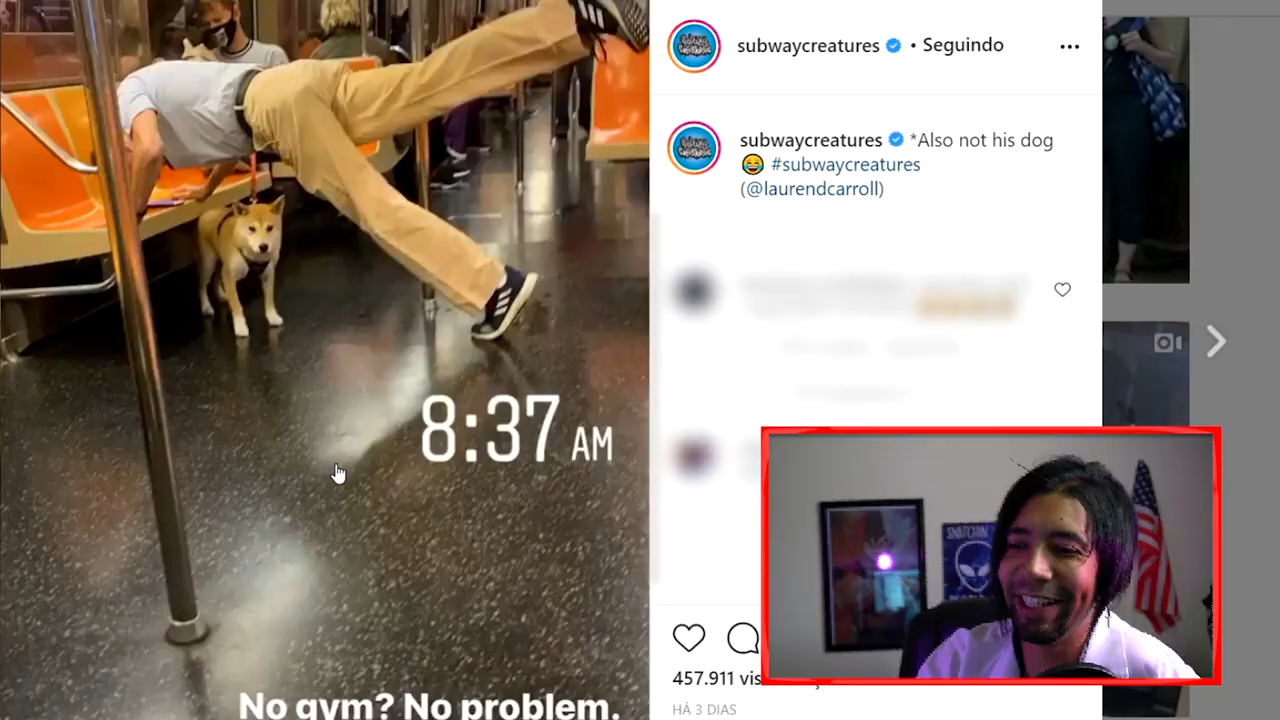 subwaycreatures • Seguindo
subwaycreatures *Also not his dog
😂 #subwaycreatures
(@laurendcarroll)
8:37 AM
No gym? No problem.
SNATCHIN
457.911 vis
HÁ 3 DIAS